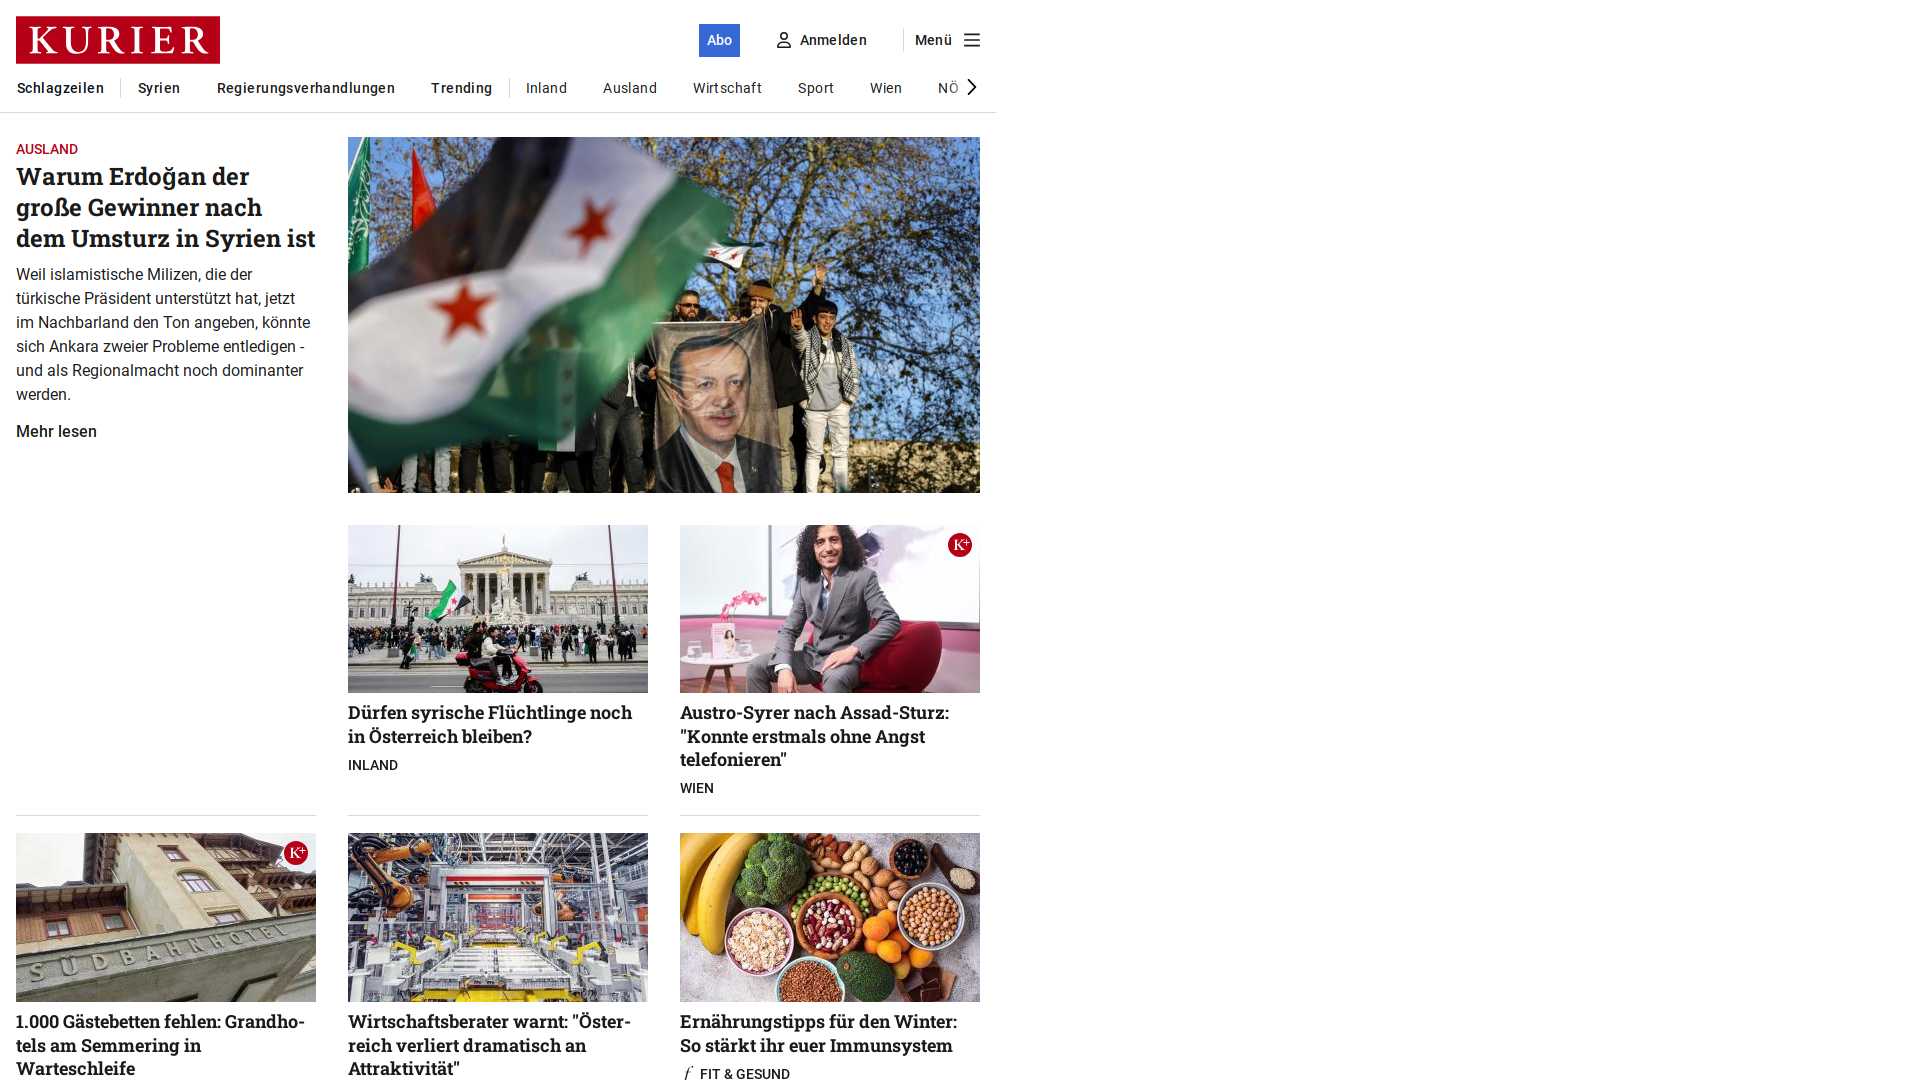 KURIER
Abo
Anmelden
Menü
Schlagzeilen
Syrien
Regierungsverhandlungen
Trending
Inland
Ausland
Wirtschaft
Sport
Wien
NÖ
AUSLAND
Warum Erdoğan der
große Gewinner nach
dem Umsturz in Syrien ist
Weil islamistische Milizen, die der
türkische Präsident unterstützt hat, jetzt
im Nachbarland den Ton angeben, könnte
sich Ankara zweier Probleme entledigen -
und als Regionalmacht noch dominanter
werden.
Mehr lesen
Dürfen syrische Flüchtlinge noch
in Österreich bleiben?
INLAND
K+
Austro-Syrer nach Assad-Sturz:
"Konnte erstmals ohne Angst
telefonieren"
WIEN
K+
SÜDBAHNHOTEL
1.000 Gästebetten fehlen: Grandho-
tels am Semmering in
Warteschleife
Wirtschaftsberater warnt: "Öster-
reich verliert dramatisch an
Attraktivität"
Ernährungstipps für den Winter:
So stärkt ihr euer Immunsystem
f FIT & GESUND